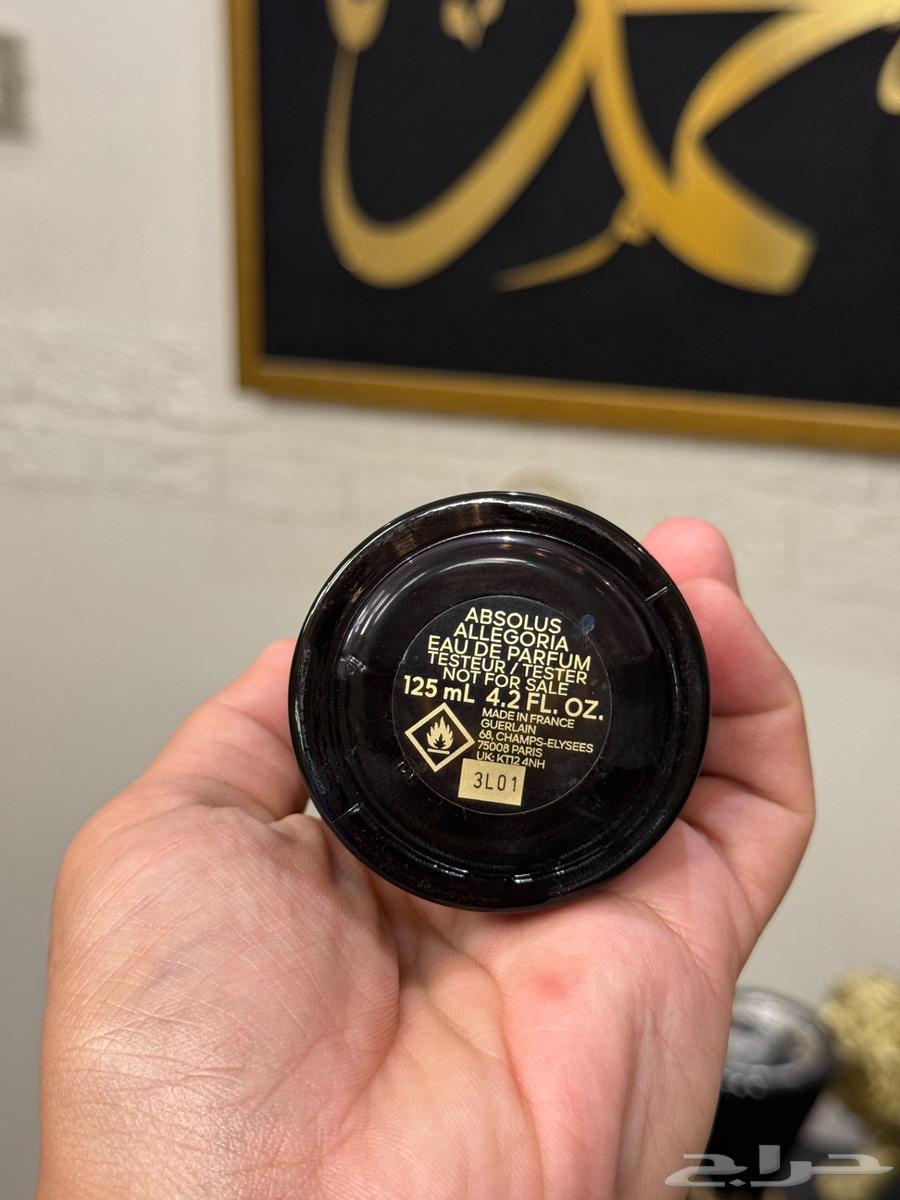 ABSOLUS
ALLEGORIA
EAU DE PARFUM
TESTEUR / TESTER
NOT FOR SALE
125 mL 4.2 FL. OZ.
MADE IN FRANCE
GUERLAIN
68, CHAMPS-ELYSEES
75008 PARIS
UK: KT12 4NH
3L01
حراج